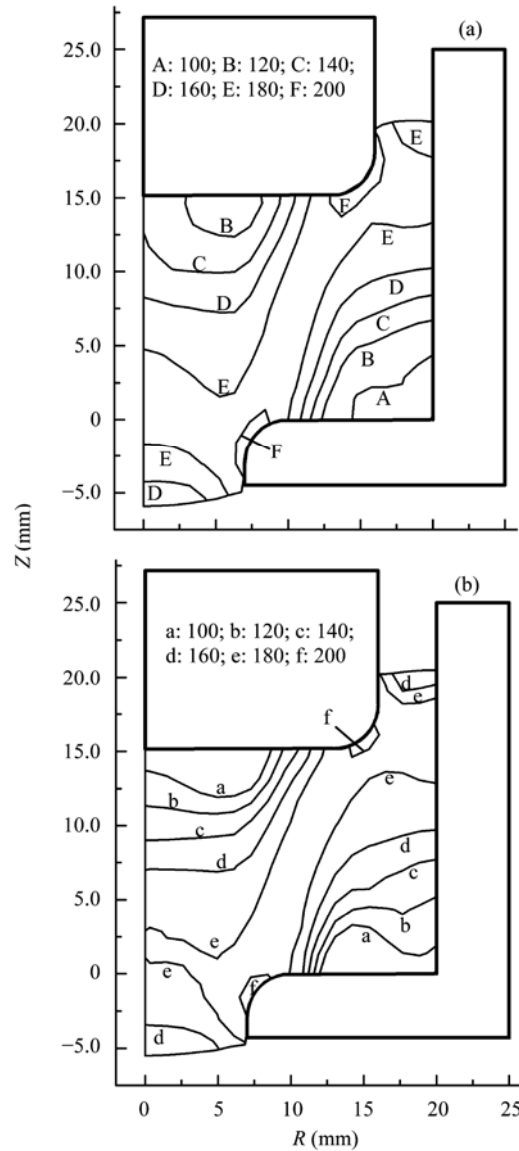 (a)
A: 100; B: 120; C: 140;
D: 160; E: 180; F: 200
25.0
20.0
15.0
10.0
5.0
0
−5.0
E
F
B
C
D
E
E
D
C
B
A
F
E
D
Z (mm)
(b)
a: 100; b: 120; c: 140;
d: 160; e: 180; f: 200
25.0
20.0
15.0
10.0
5.0
0
−5.0
d
e
f
a
b
c
d
e
e
d
c
b
a
e
f
d
0 5 10 15 20 25
R (mm)